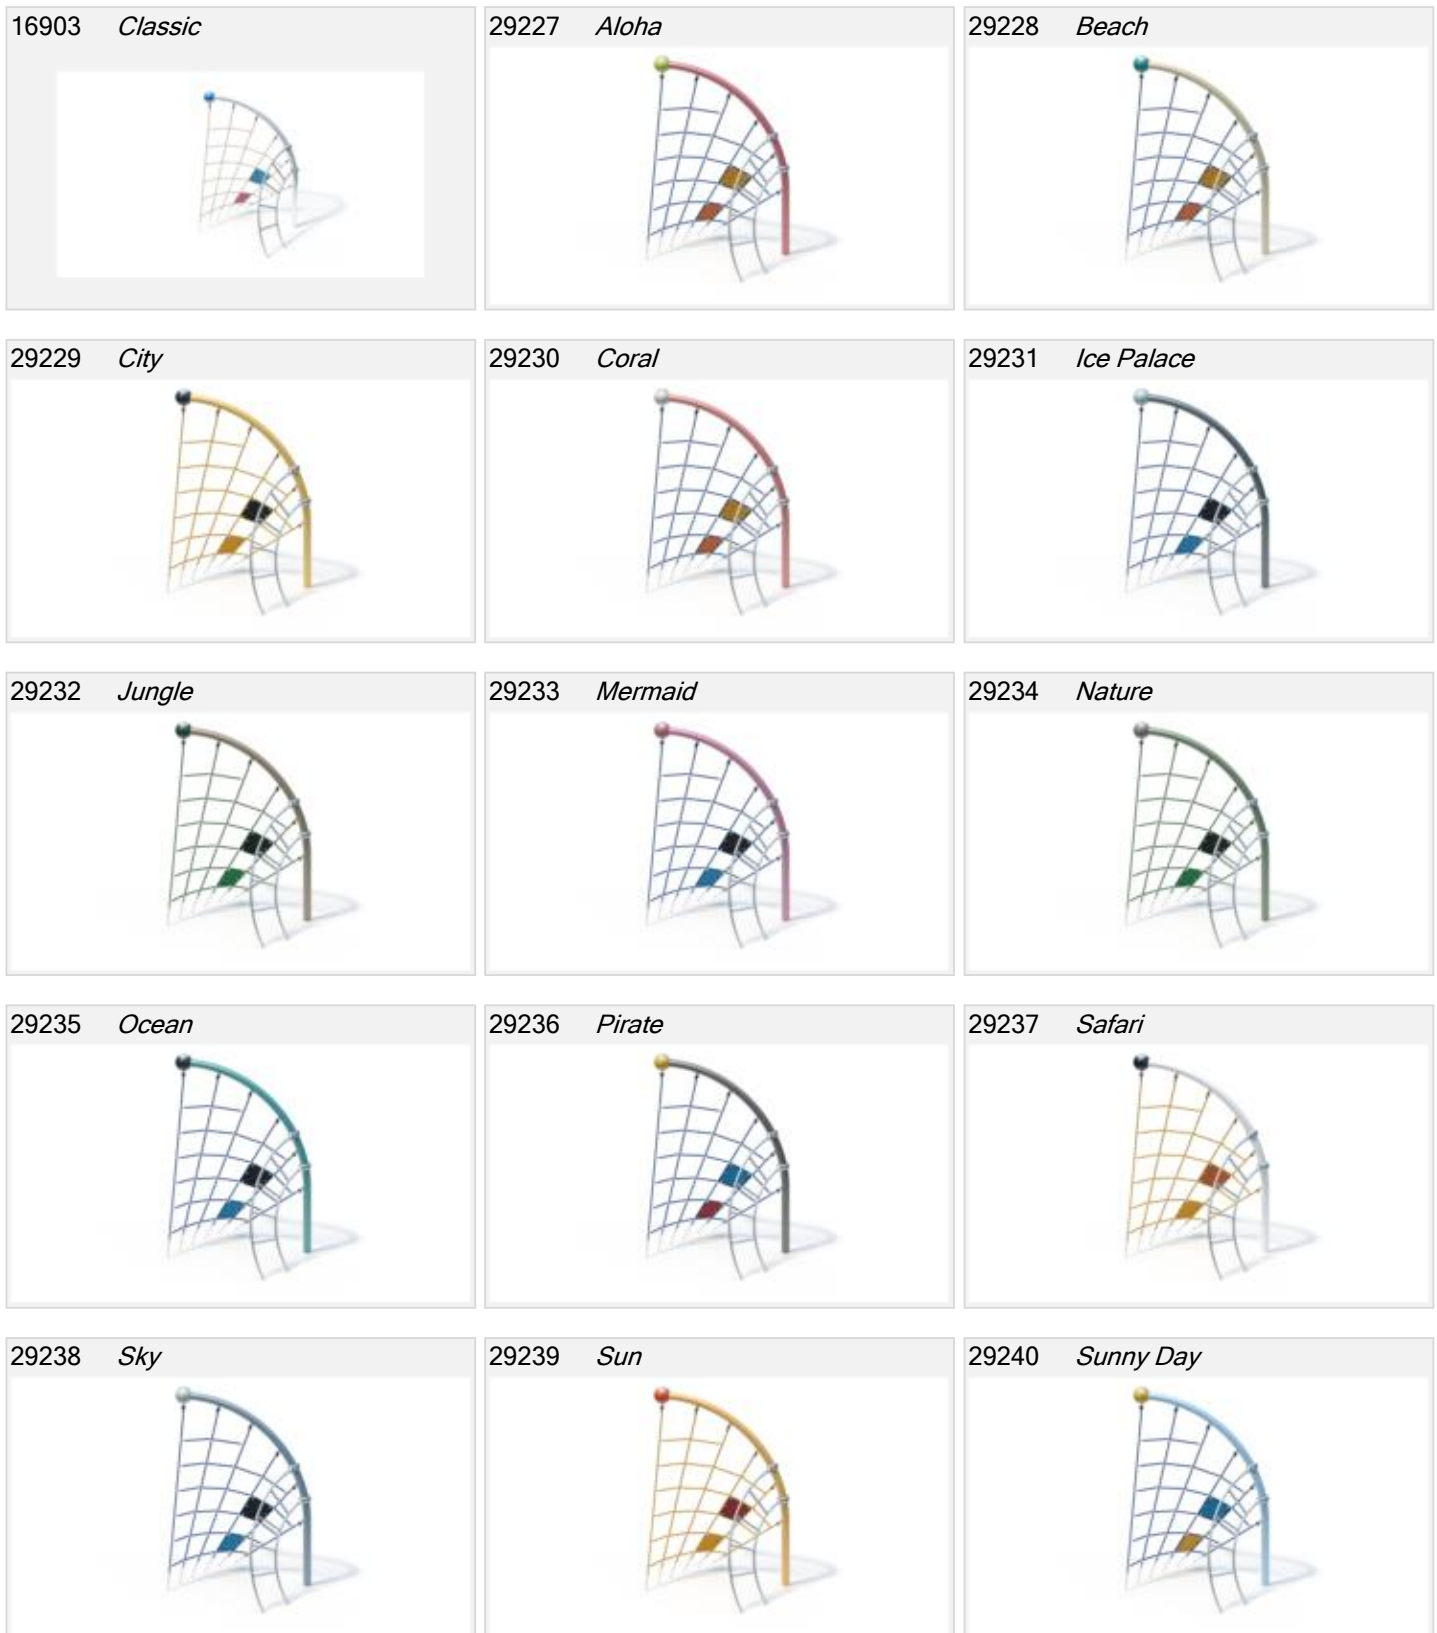 16903 Classic
29227 Aloha
29228 Beach
29229 City
29230 Coral
29231 Ice Palace
29232 Jungle
29233 Mermaid
29234 Nature
29235 Ocean
29236 Pirate
29237 Safari
29238 Sky
29239 Sun
29240 Sunny Day